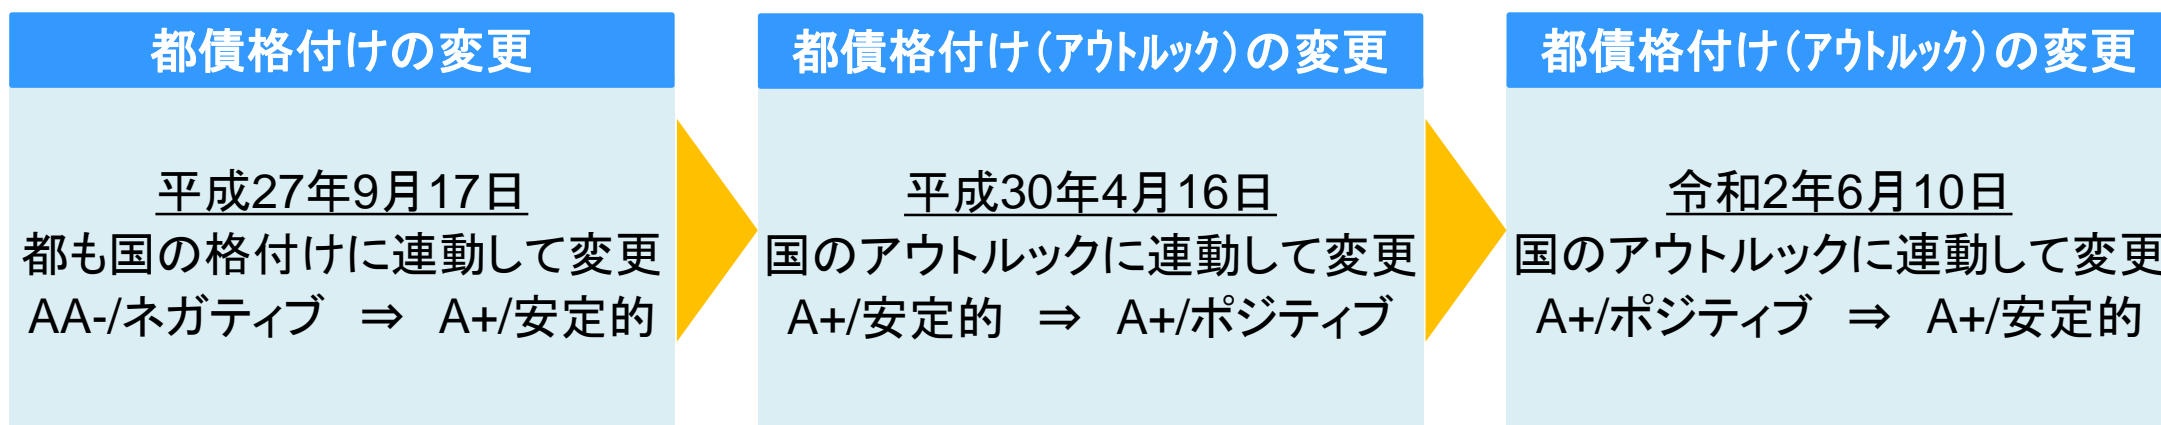 都債格付けの変更
平成27年9月17日
都も国の格付けに連動して変更
AA-/ネガティブ　⇒　A+/安定的
都債格付け（アウトルック）の変更
平成30年4月16日
国のアウトルックに連動して変更
A+/安定的　⇒　A+/ポジティブ
都債格付け（アウトルック）の変更
令和2年6月10日
国のアウトルックに連動して変更
A+/ポジティブ　⇒　A+/安定的